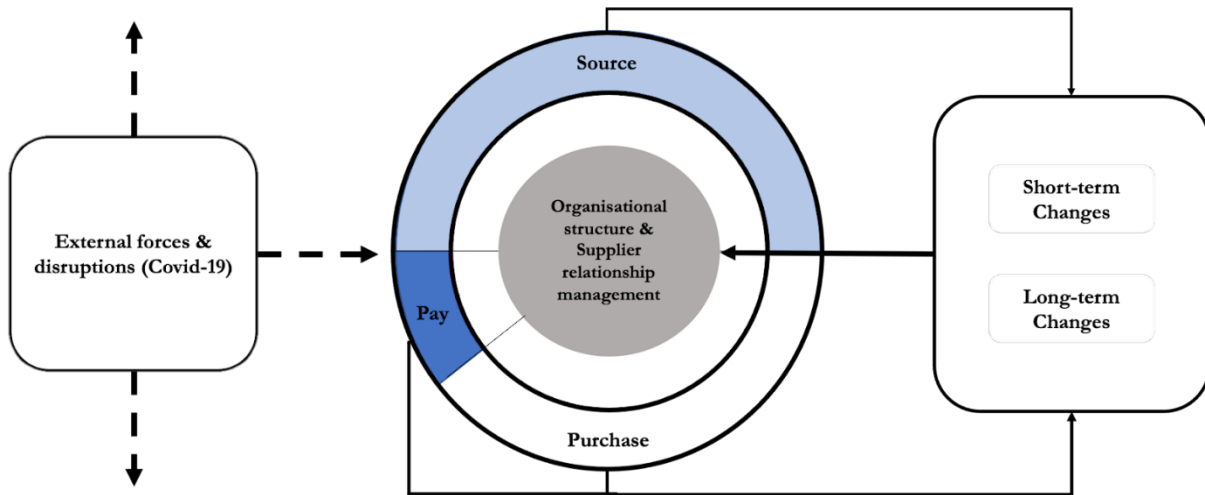 Source
External forces &
disruptions (Covid-19)
Organisational
structure &
Supplier
relationship
management
Pay
Purchase
Short-term
Changes
Long-term
Changes